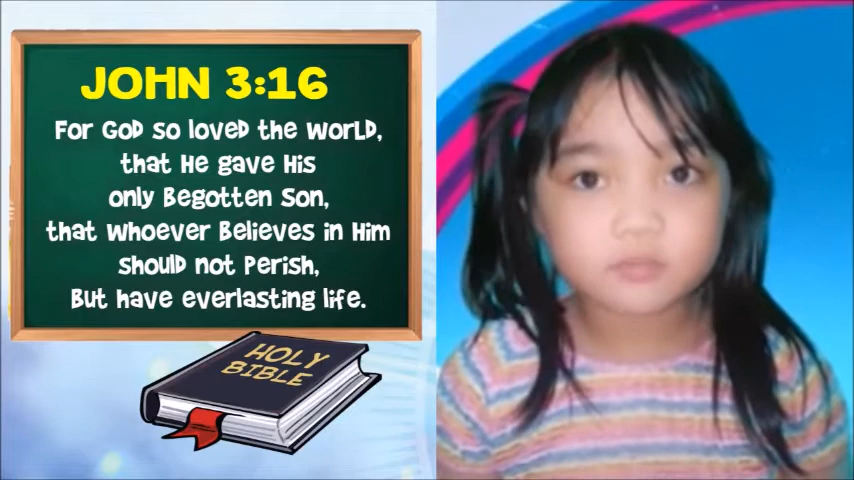 JOHN 3:16
For God so loved the world,
that He gave His
only Begotten Son,
that whoever Believes in Him
should not Perish,
But have everlasting life.
HOLY
BIBLE